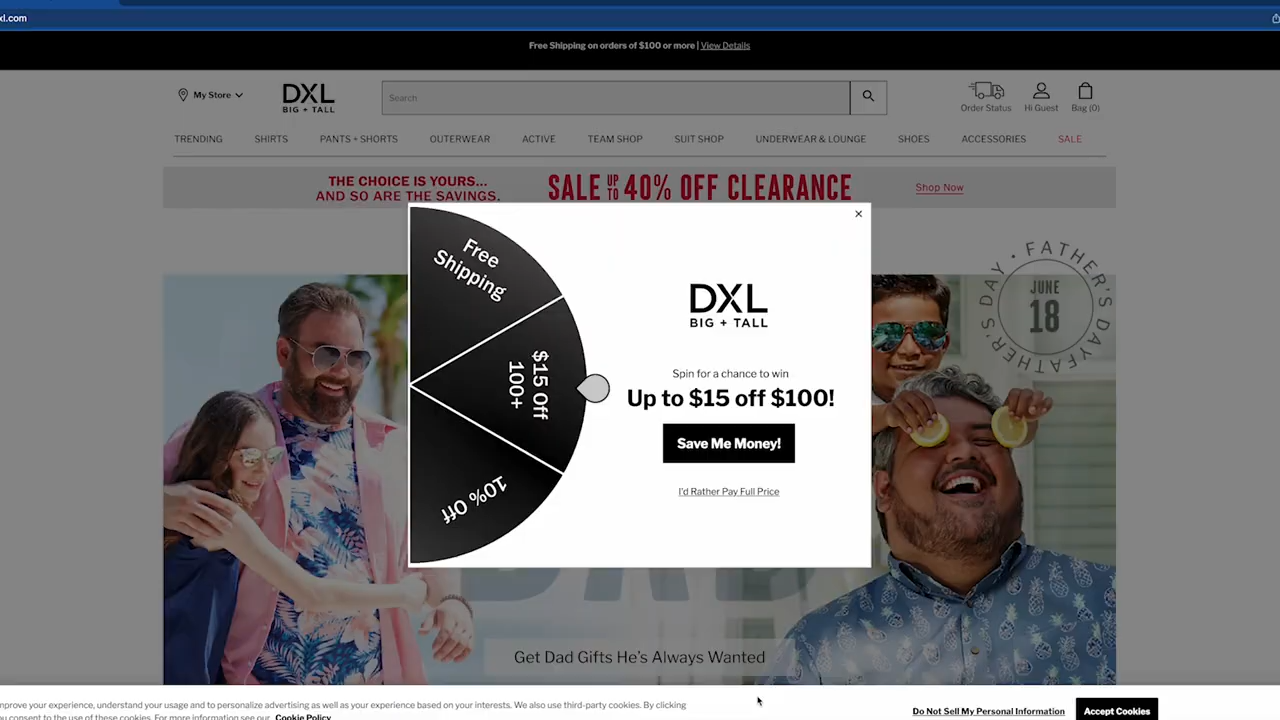 xl.com
Free Shipping on orders of $100 or more | View Details
My Store
DXL
BIG + TALL
Search
Order Status
Hi Guest
Bag (0)
TRENDING
SHIRTS
PANTS + SHORTS
OUTERWEAR
ACTIVE
TEAM SHOP
SUIT SHOP
UNDERWEAR & LOUNGE
SHOES
ACCESSORIES
SALE
THE CHOICE IS YOURS...
AND SO ARE THE SAVINGS.
SALE UP TO 40% OFF CLEARANCE
Shop Now
Free
Shipping
$15 Off
100+
10% Off
×
DXL
BIG + TALL
Spin for a chance to win
Up to $15 off $100!
Save Me Money!
I'd Rather Pay Full Price
FATHER'S DAY
JUNE
18
FATHER'S DAY
DAD
Get Dad Gifts He's Always Wanted
mprove your experience, understand your usage and to personalize advertising as well as your experience based on your interests. We also use third-party cookies. By clicking
ou consent to the use of these cookies. For more information see our Cookie Policy
Do Not Sell My Personal Information
Accept Cookies